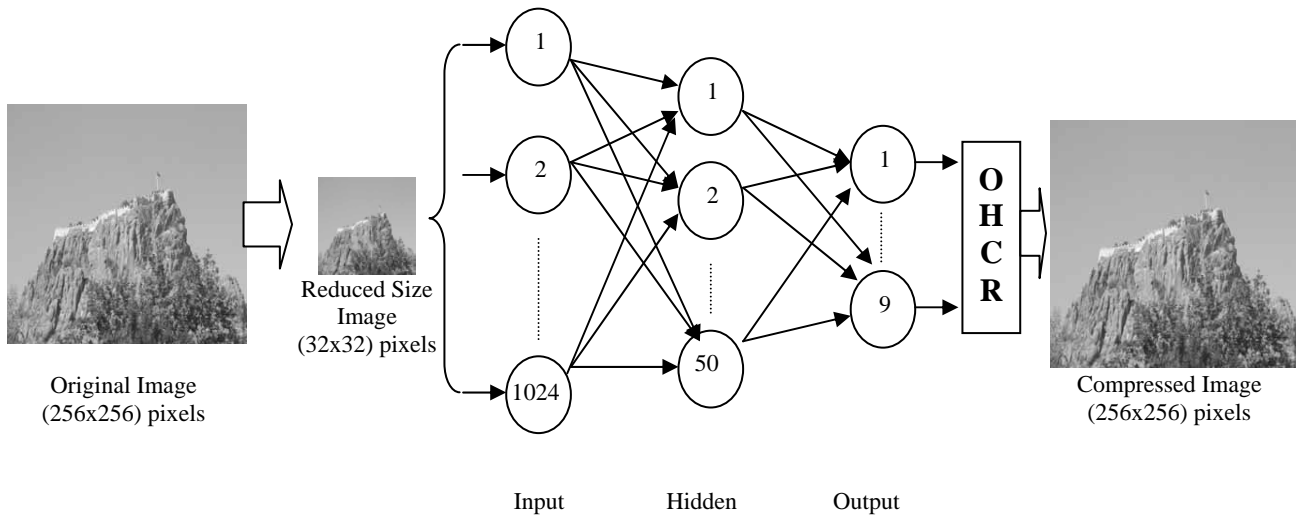 Original Image
(256x256) pixels
Reduced Size
Image
(32x32) pixels
1
2
1024
1
2
50
1
9
O
H
C
R
Compressed Image
(256x256) pixels
Input
Hidden
Output